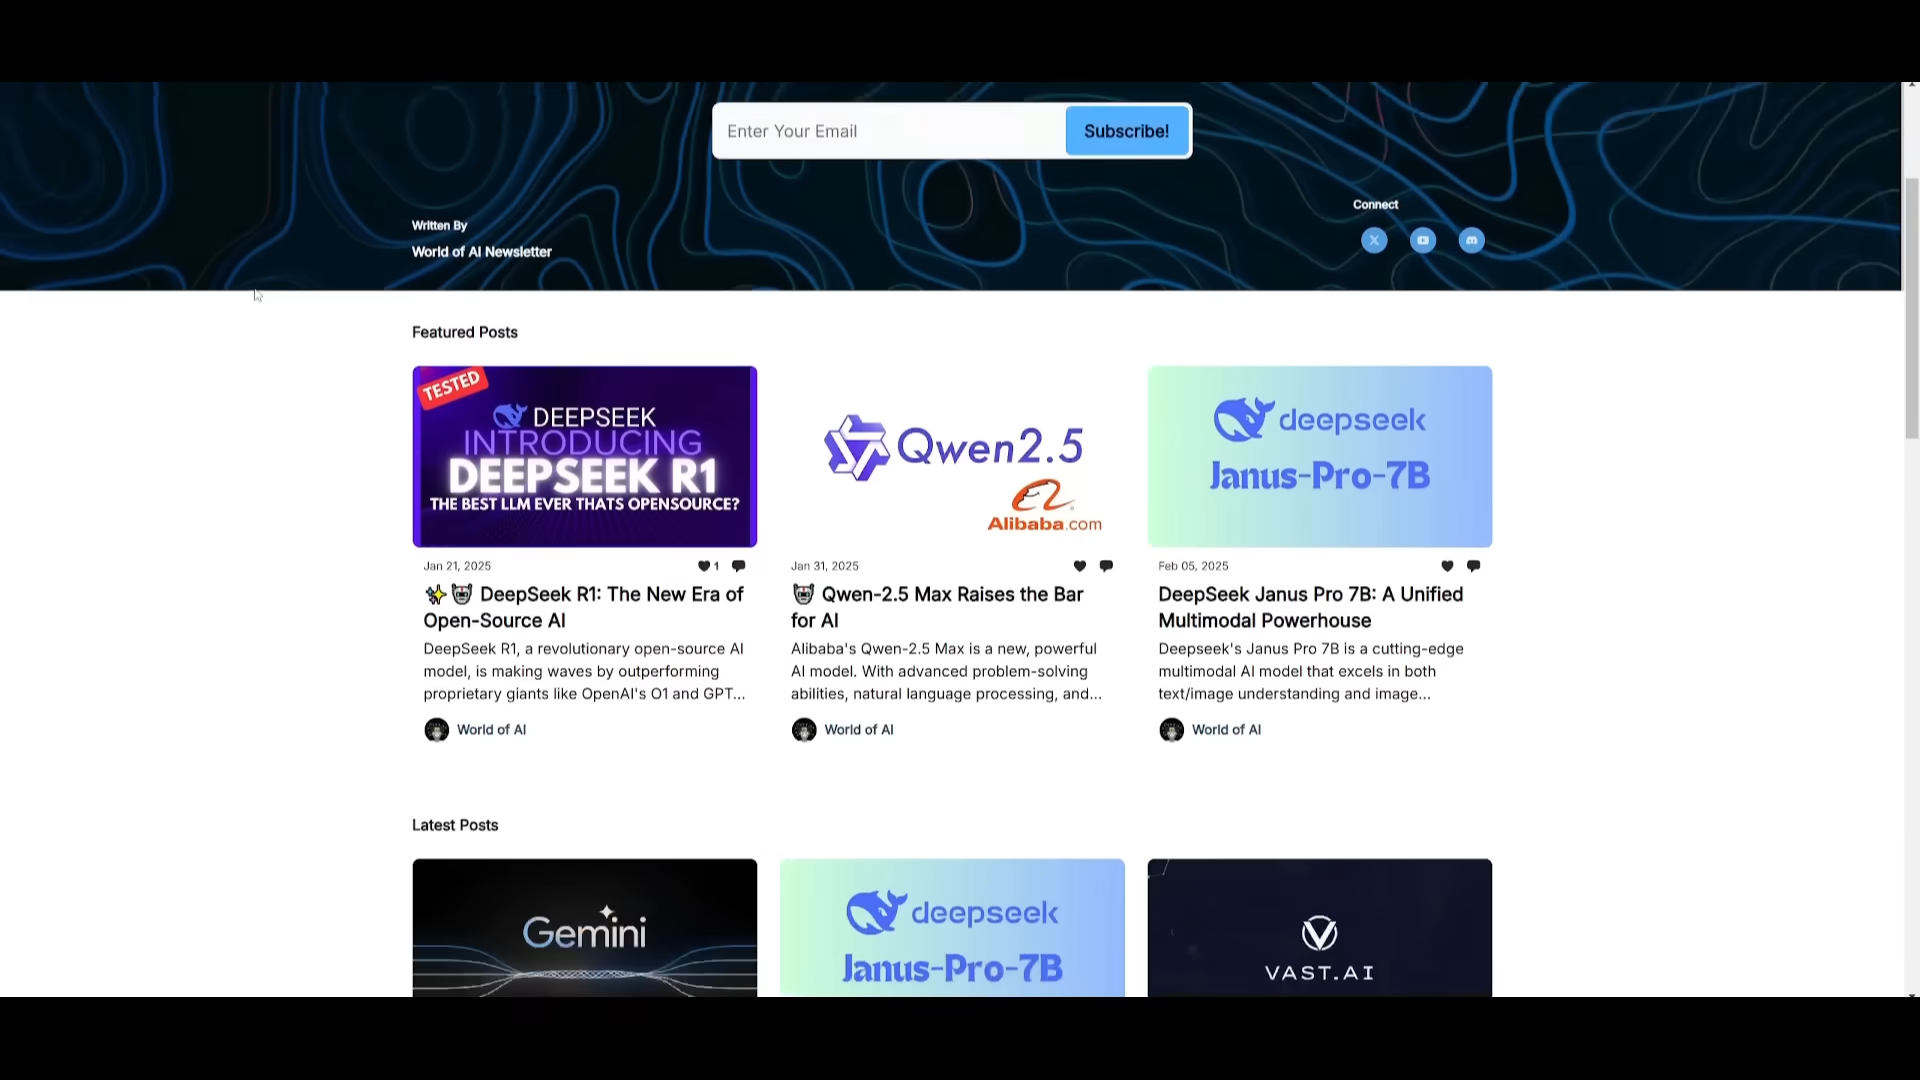 Enter Your Email
Subscribe!
Connect
Written By
World of AI Newsletter
Featured Posts
TESTED
DEEPSEEK
INTRODUCING
DEEPSEEK R1
THE BEST LLM EVER THATS OPENSOURCE?
Jan 21, 2025
1
DeepSeek R1: The New Era of
Open-Source AI
DeepSeek R1, a revolutionary open-source AI
model, is making waves by outperforming
proprietary giants like OpenAI's O1 and GPT...
World of AI
Qwen2.5
Alibaba.com
Jan 31, 2025
Qwen-2.5 Max Raises the Bar
for AI
Alibaba's Qwen-2.5 Max is a new, powerful
AI model. With advanced problem-solving
abilities, natural language processing, and...
World of AI
deepseek
Janus-Pro-7B
Feb 05, 2025
DeepSeek Janus Pro 7B: A Unified
Multimodal Powerhouse
Deepseek's Janus Pro 7B is a cutting-edge
multimodal AI model that excels in both
text/image understanding and image...
World of AI
Latest Posts
Gemini
deepseek
Janus-Pro-7B
VAST.AI